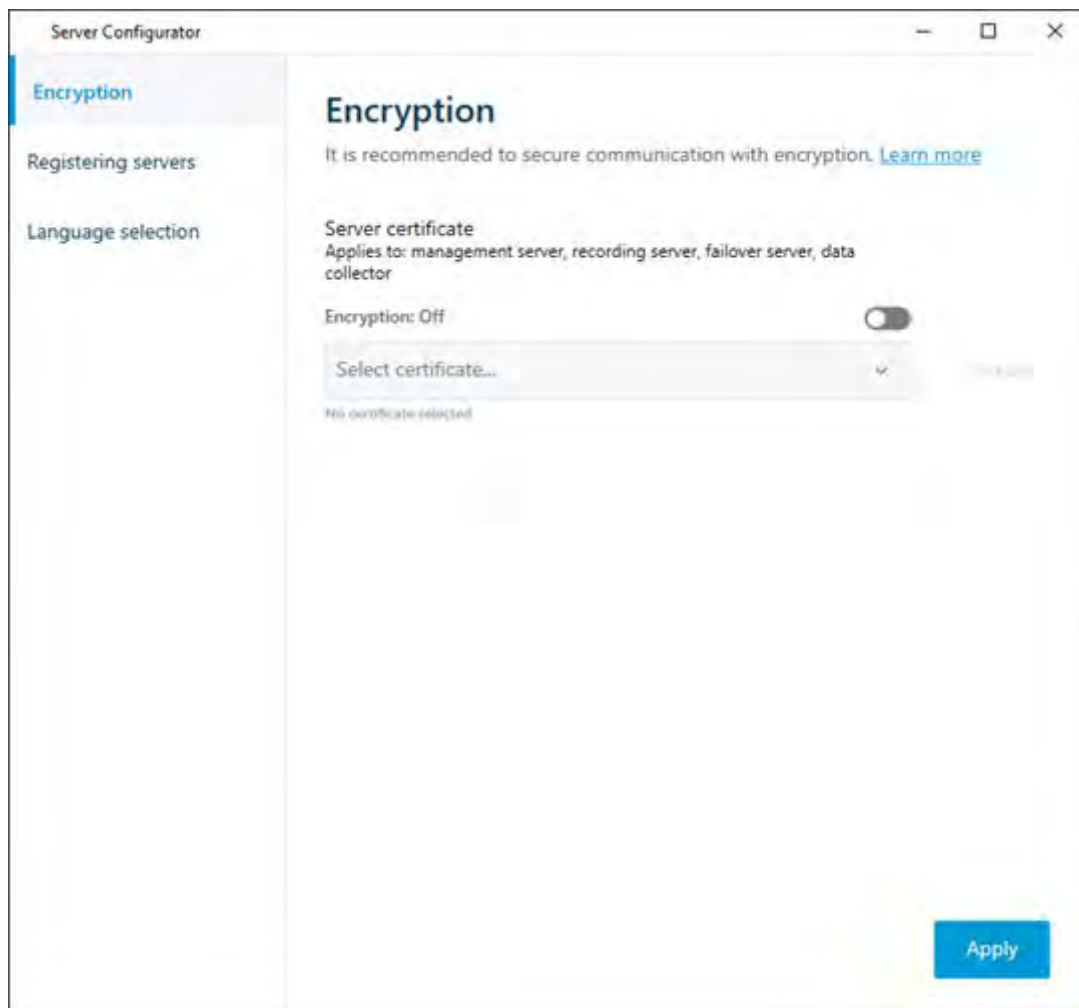 Server Configurator
Encryption
Registering servers
Language selection
Encryption
It is recommended to secure communication with encryption. Learn more
Server certificate
Applies to: management server, recording server, failover server, data
collector
Encryption: Off
Select certificate...
No certificate selected
Apply